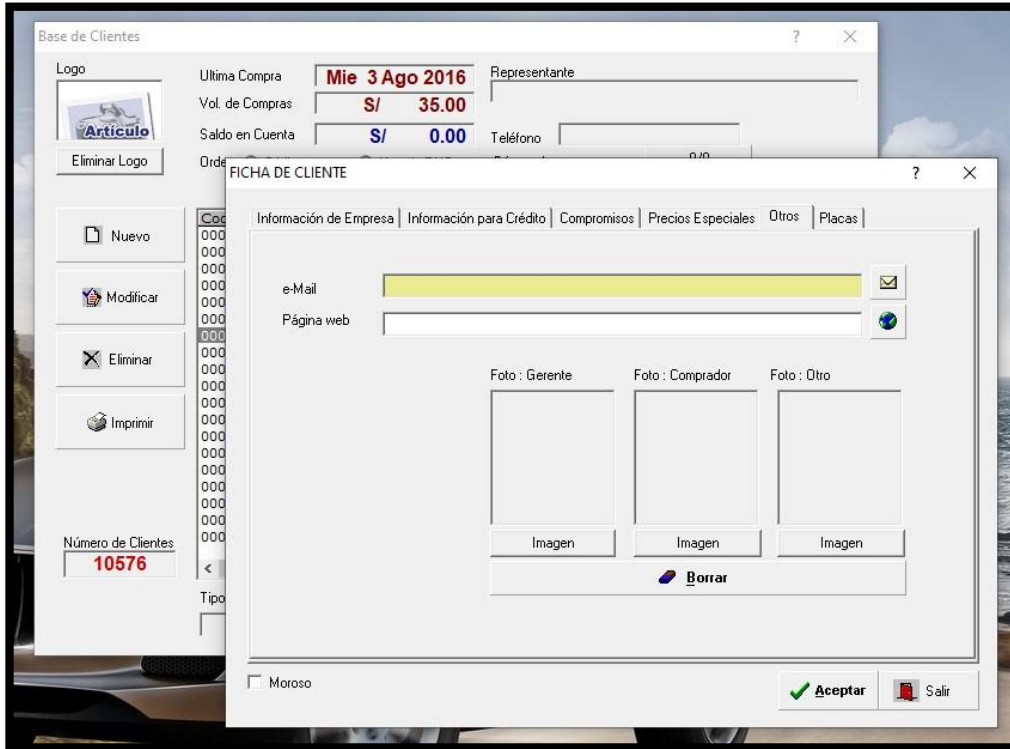 Base de Clientes
?
Logo
Ultima Compra
Mie 3 Ago 2016
Representante
Vol. de Compras
S/ 35.00
Artículo
Saldo en Cuenta
S/ 0.00
Teléfono
Eliminar Logo
FICHA DE CLIENTE
?
Información de Empresa
Información para Crédito
Compromisos
Precios Especiales
Otros
Placas
Nuevo
Modificar
Eliminar
Imprimir
Número de Clientes
10576
Tipo
e-Mail
Página web
Foto : Gerente
Foto : Comprador
Foto : Otro
Imagen
Imagen
Imagen
Borrar
Moroso
Aceptar
Salir